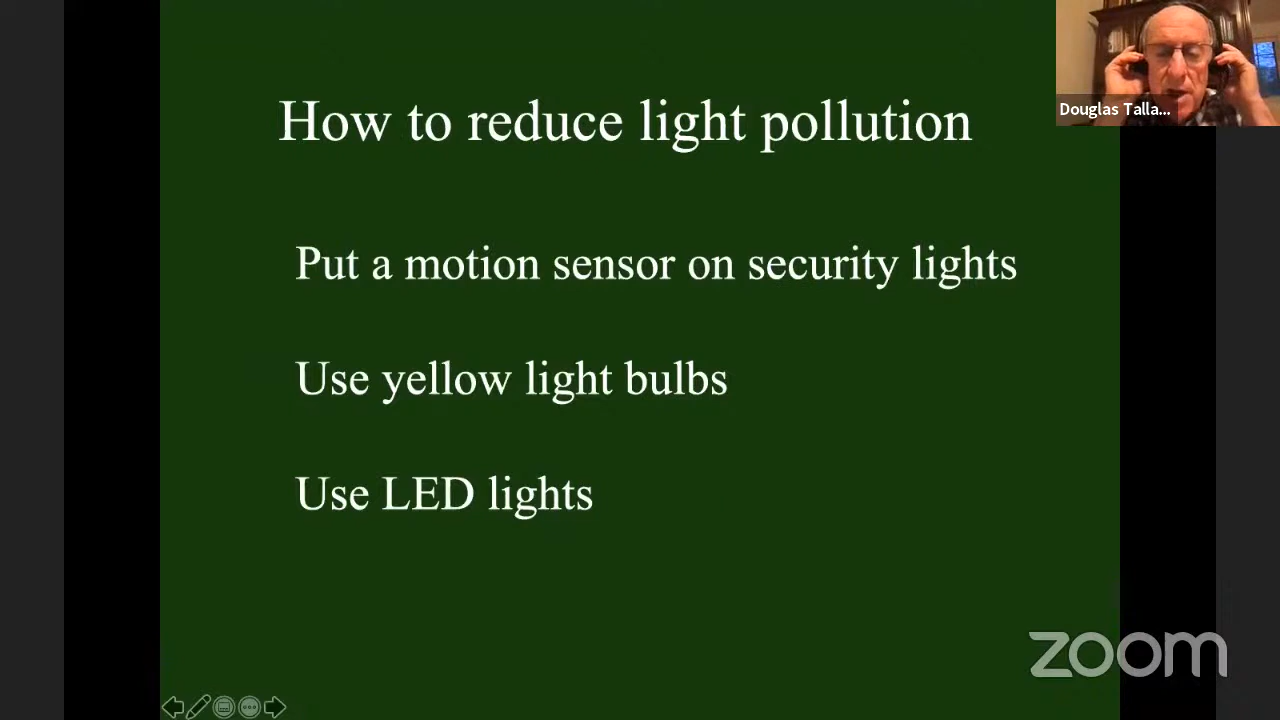 How to reduce light pollution
Douglas Talla...
Put a motion sensor on security lights
Use yellow light bulbs
Use LED lights
zoom